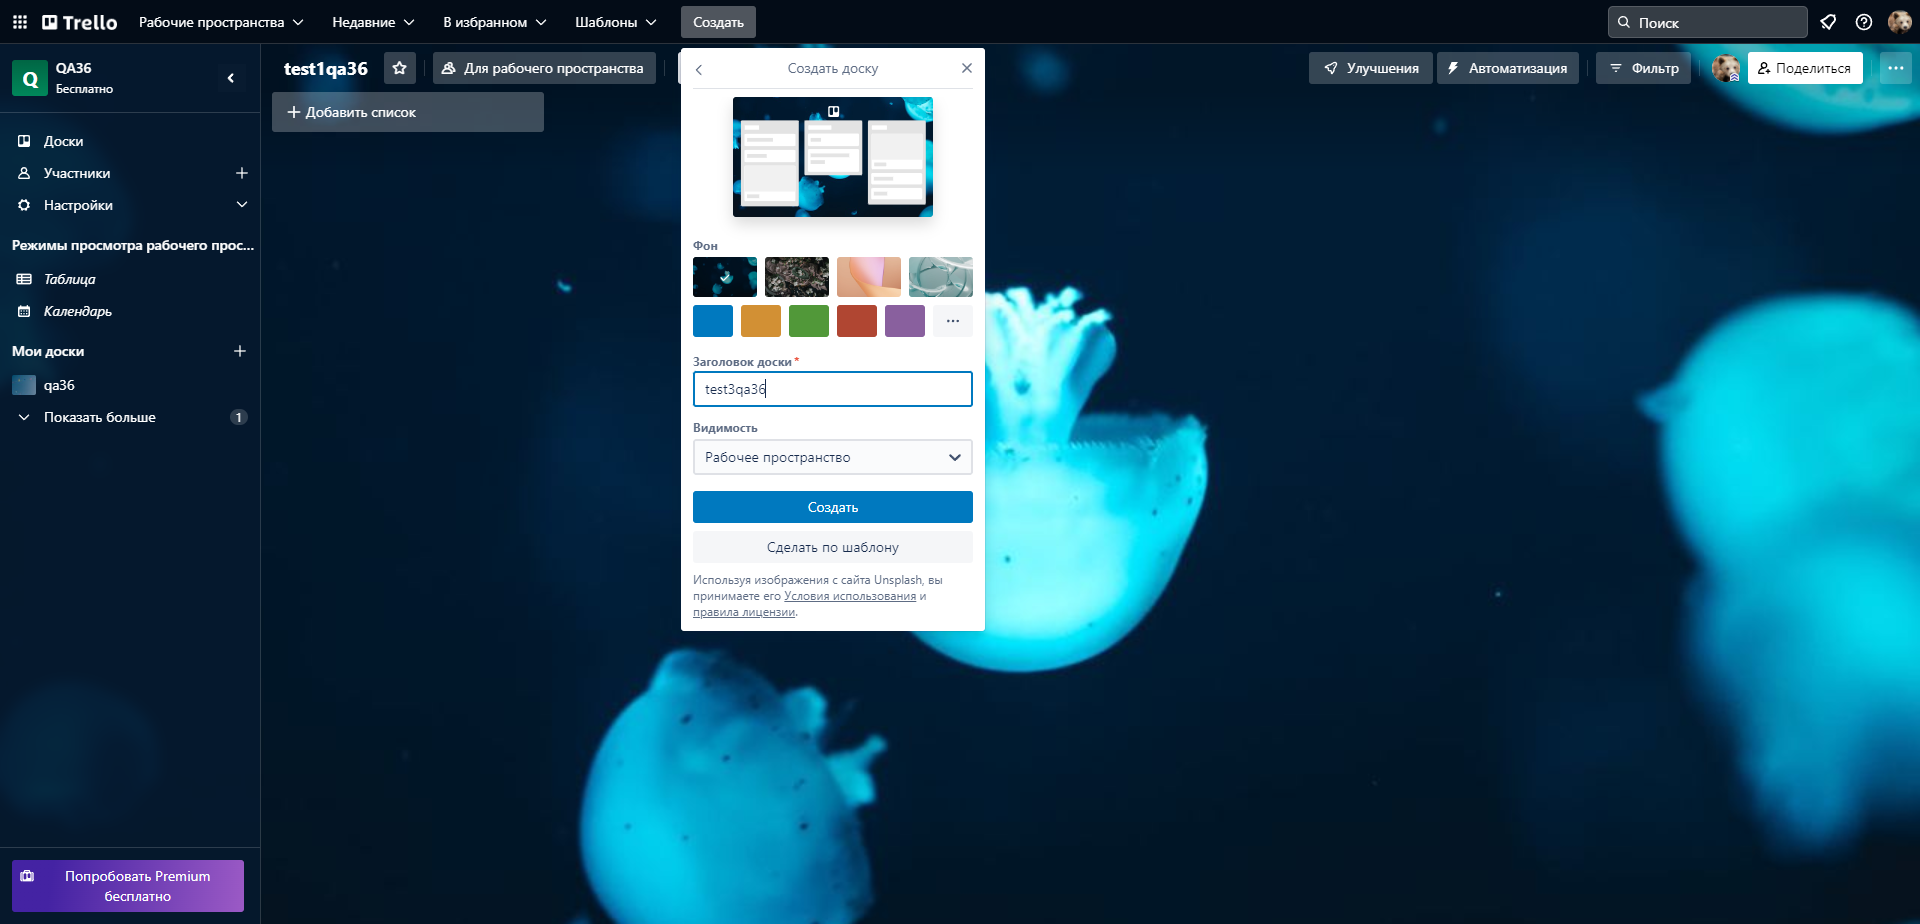 Trello
Рабочие пространства
Недавние
В избранном
Шаблоны
Создать
Поиск
Q
QA36
Бесплатно
Доски
Участники
Настройки
Режимы просмотра рабочего прос...
Таблица
Календарь
Мои доски
qa36
Показать больше
1
Попробовать Premium
бесплатно
test1qa36
Для рабочего пространства
Улучшения
Автоматизация
Фильтр
Поделиться
Добавить список
Создать доску
Фон
Заголовок доски*
test3qa36
Видимость
Рабочее пространство
Создать
Сделать по шаблону
Используя изображения с сайта Unsplash, вы
принимаете его Условия использования и
правила лицензии.